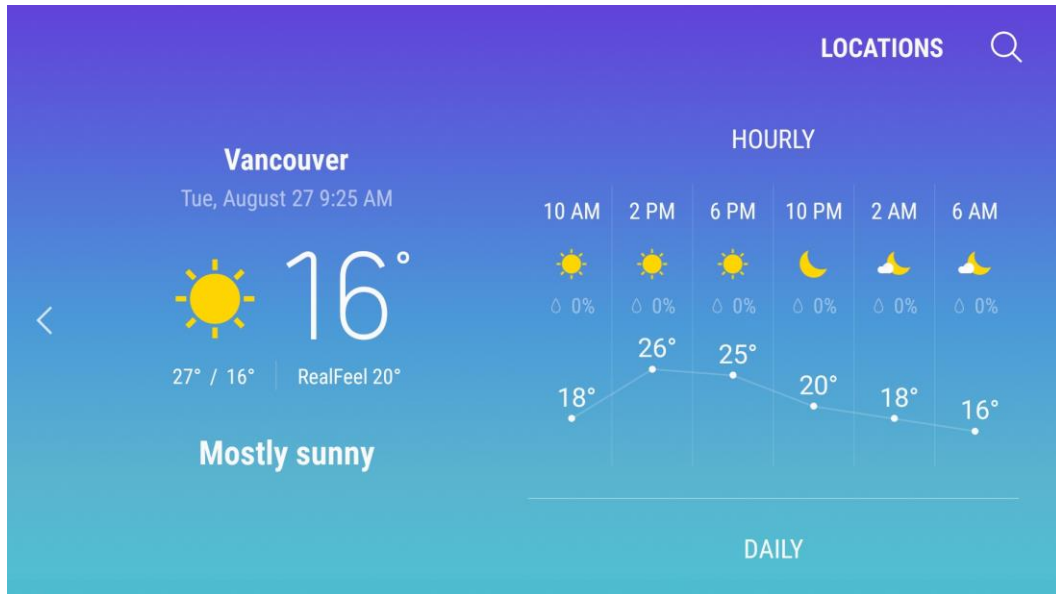 LOCATIONS
Vancouver
Tue, August 27 9:25 AM
16°
27° / 16° RealFeel 20°
Mostly sunny
HOURLY
10 AM 2 PM 6 PM 10 PM 2 AM 6 AM
0% 0% 0% 0% 0% 0%
18° 26° 25° 20° 18° 16°
DAILY